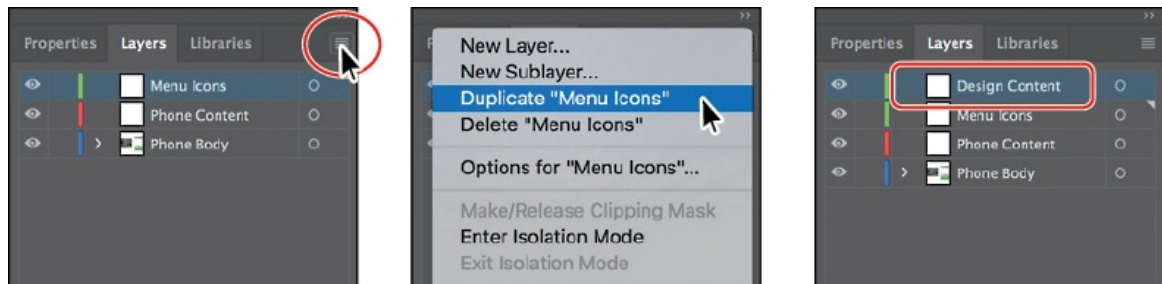 Properties Layers Libraries
Menu Icons
Phone Content
Phone Body
New Layer...
New Sublayer...
Duplicate "Menu Icons"
Delete "Menu Icons"
Options for "Menu Icons"...
Make/Release Clipping Mask
Enter Isolation Mode
Exit Isolation Mode
Properties Layers Libraries
Design Content
Menu Icons
Phone Content
Phone Body